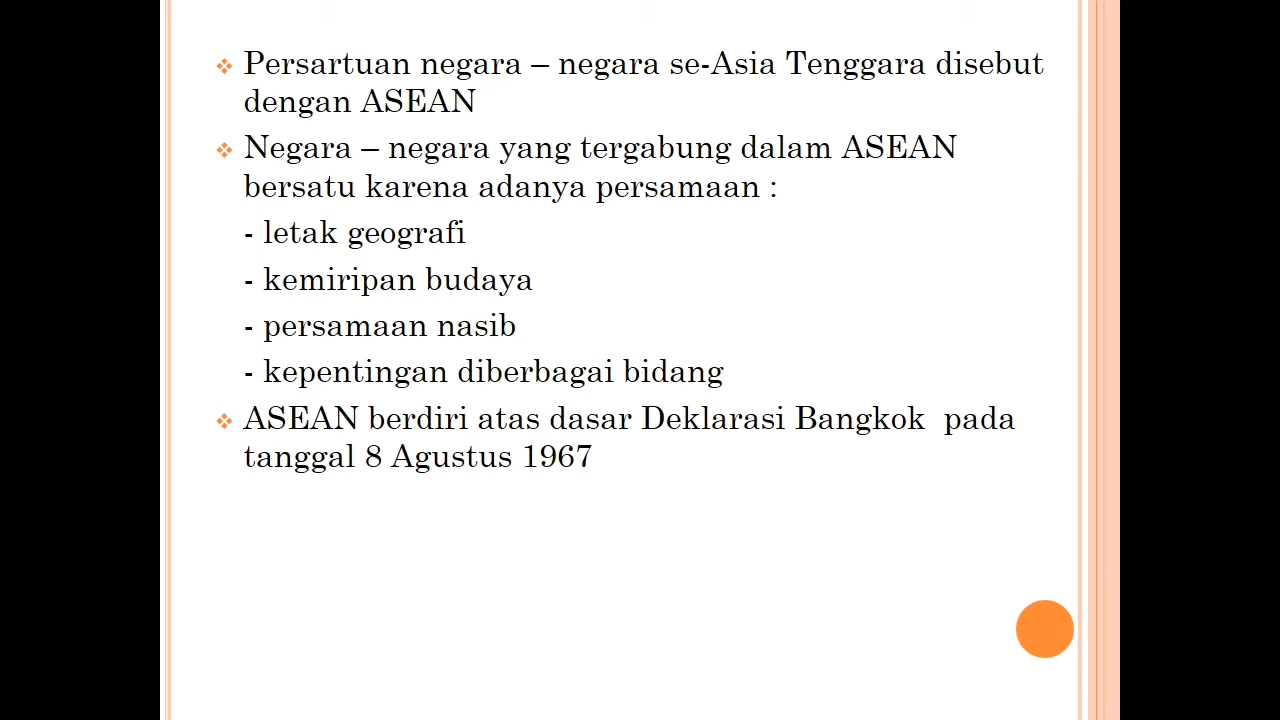 Persartuan negara – negara se-Asia Tenggara disebut
dengan ASEAN
Negara – negara yang tergabung dalam ASEAN
bersatu karena adanya persamaan :
- letak geografi
- kemiripan budaya
- persamaan nasib
- kepentingan diberbagai bidang
ASEAN berdiri atas dasar Deklarasi Bangkok  pada
tanggal 8 Agustus 1967